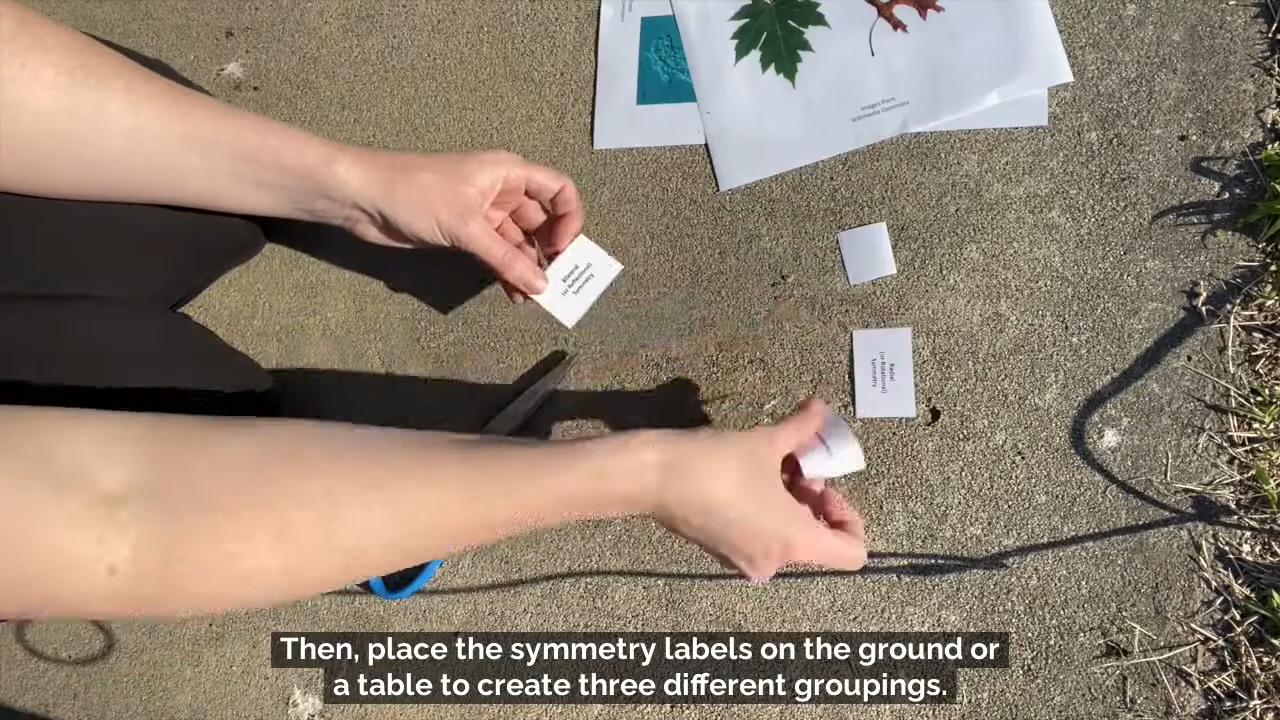 Images from
Wikimedia Commons
Bilateral
(or Reflectional)
Symmetry
Radial
(or Rotational)
Symmetry
Then, place the symmetry labels on the ground or
a table to create three different groupings.